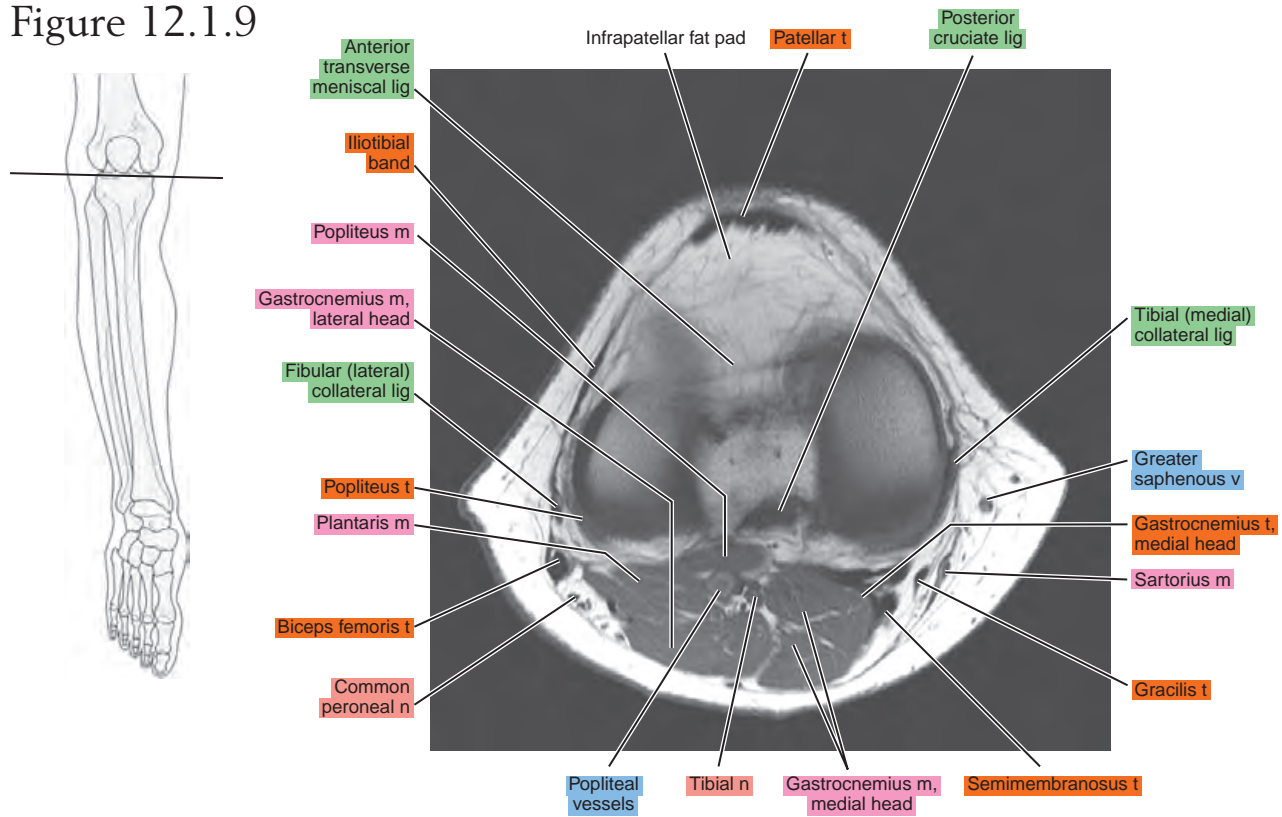 Figure 12.1.9
Anterior
transverse
meniscal lig
Infrapatellar fat pad
Patellar t
Posterior
cruciate lig
Iliotibial
band
Popliteus m
Gastrocnemius m,
lateral head
Fibular (lateral)
collateral lig
Popliteus t
Plantaris m
Biceps femoris t
Common
peroneal n
Tibial (medial)
collateral lig
Greater
saphenous v
Gastrocnemius t,
medial head
Sartorius m
Gracilis t
Popliteal
vessels
Tibial n
Gastrocnemius m,
medial head
Semimembranosus t